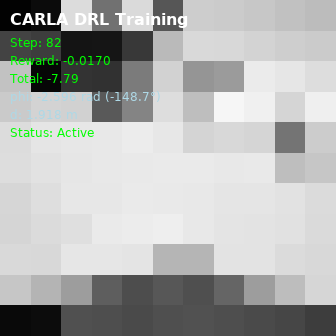 CARLA DRL Training
Step: 82
Reward: -0.0170
Total: -7.79
(-148.7°)
Status: Active